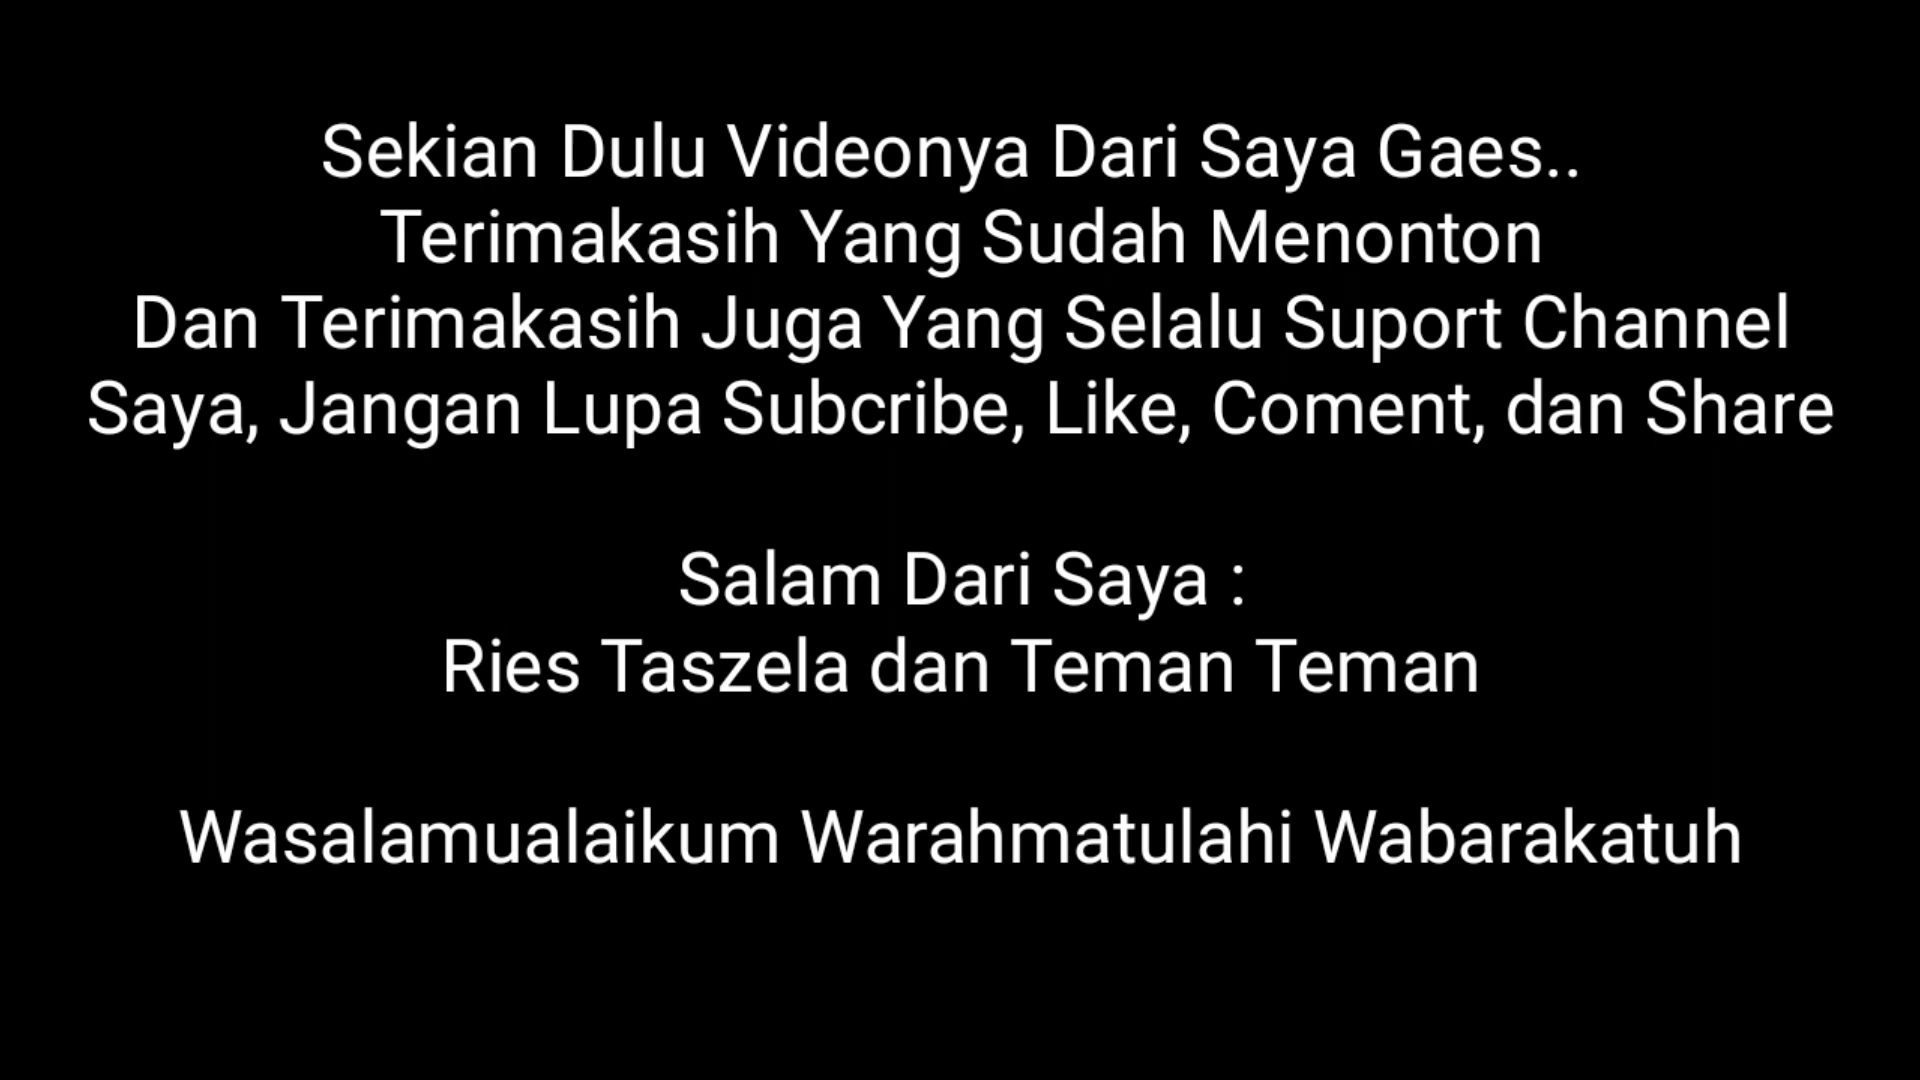 Sekian Dulu Videonya Dari Saya Gaes..
Terimakasih Yang Sudah Menonton
Dan Terimakasih Juga Yang Selalu Suport Channel
Saya, Jangan Lupa Subcribe, Like, Coment, dan Share
Salam Dari Saya :
Ries Taszela dan Teman Teman
Wasalamualaikum Warahmatulahi Wabarakatuh